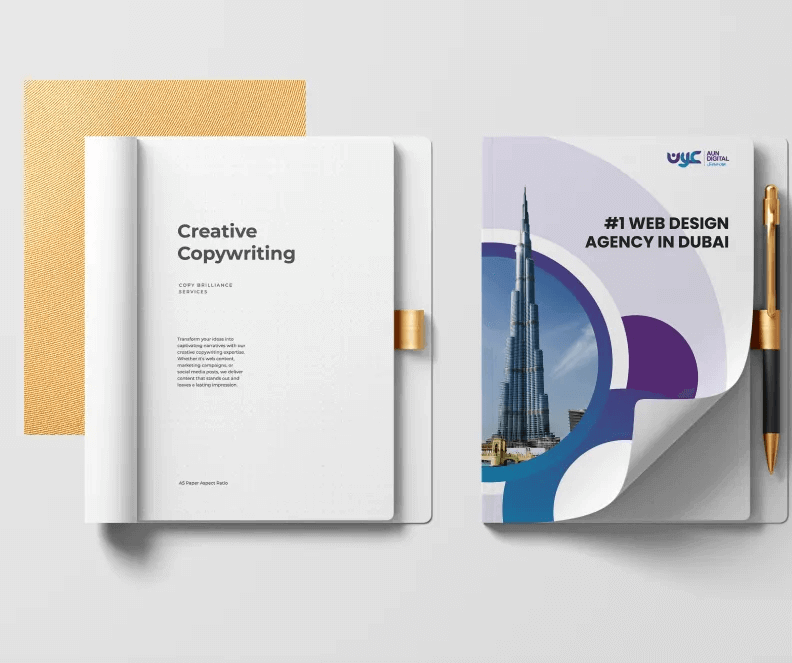 Creative
Copywriting
COPY BRILLIANCE
SERVICES
Transform your ideas into
captivating narratives with our
creative copywriting expertise.
Whether it's web content,
marketing campaigns, or
social media posts, we deliver
content that stands out and
leaves a lasting impression.
A5 Paper Aspect Ratio
عون
AUN
DIGITAL
#1 WEB DESIGN
AGENCY IN DUBAI